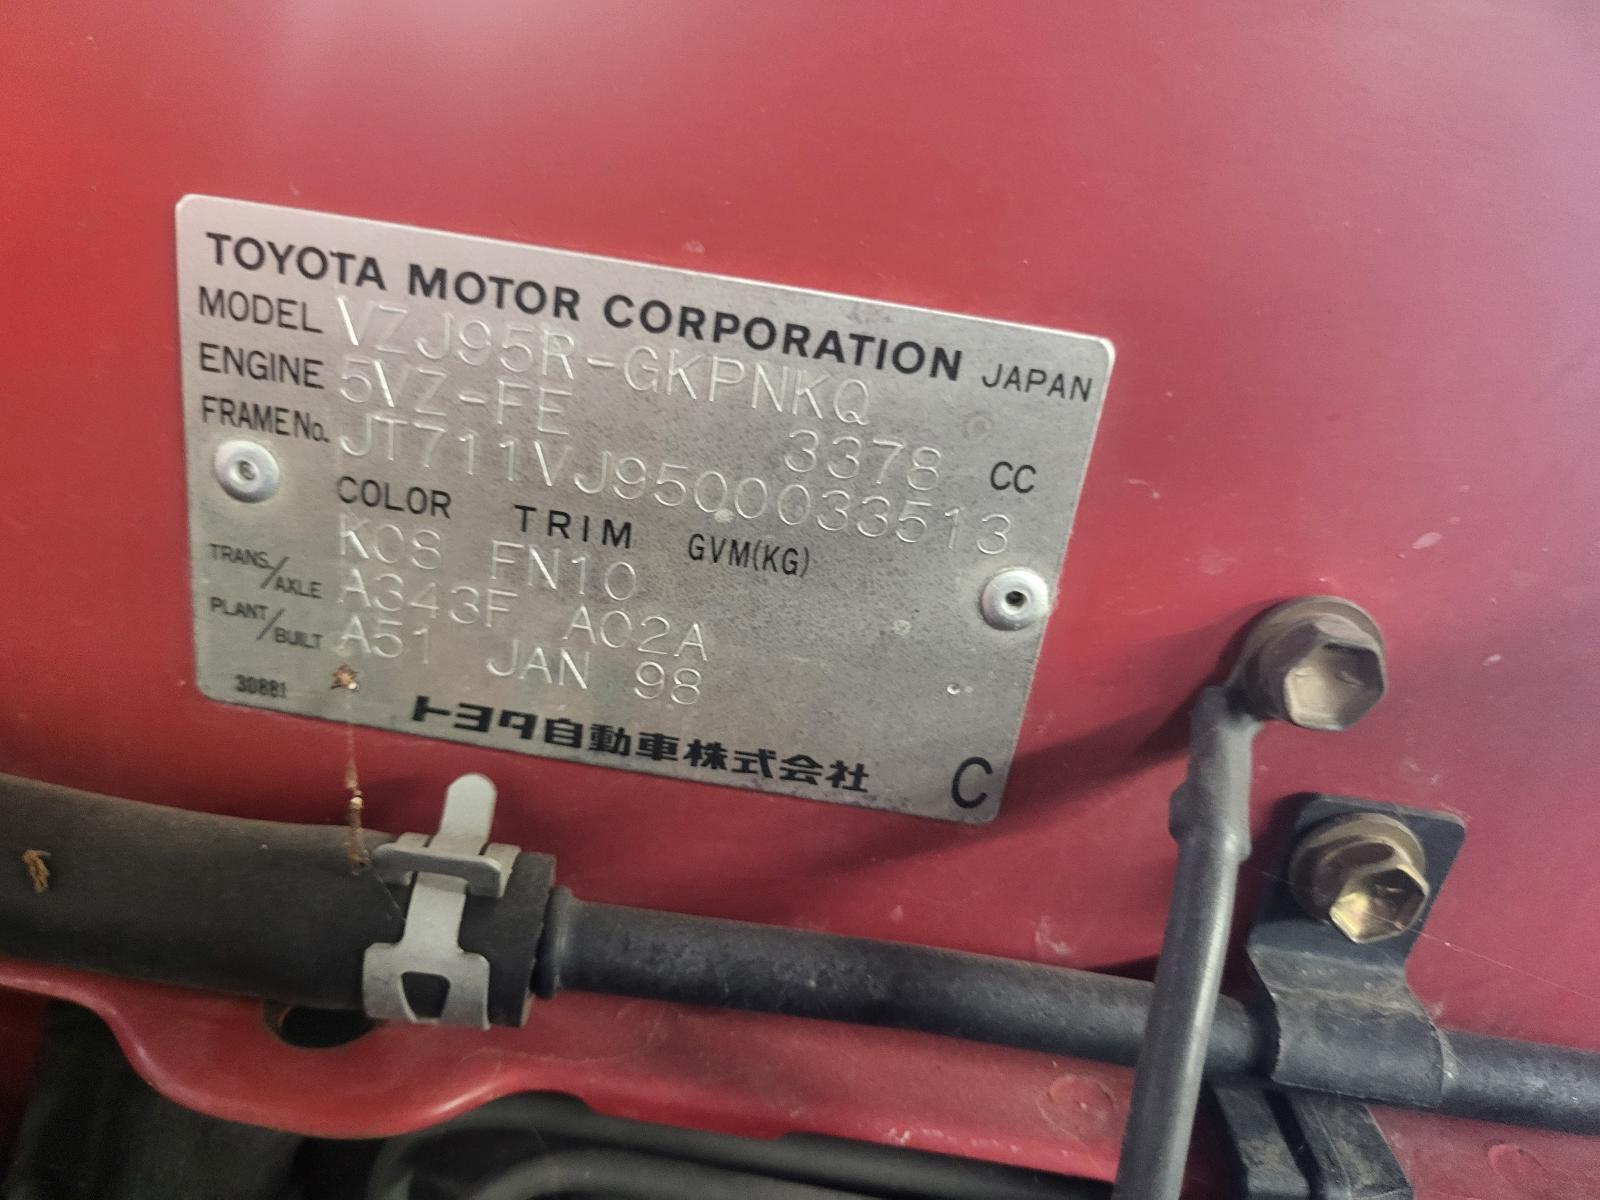 TOYOTA MOTOR CORPORATION JAPAN
MODEL VZJ95R-GKPNKQ
ENGINE 5VZ-FE 3378 CC
FRAME No. JT711VJ9500033513
COLOR TRIM GVM(KG)
K08 FN10
TRANS./AXLE A343F A02A
PLANT/BUILT A51 JAN 98
30881
トヨタ自動車株式会社 C